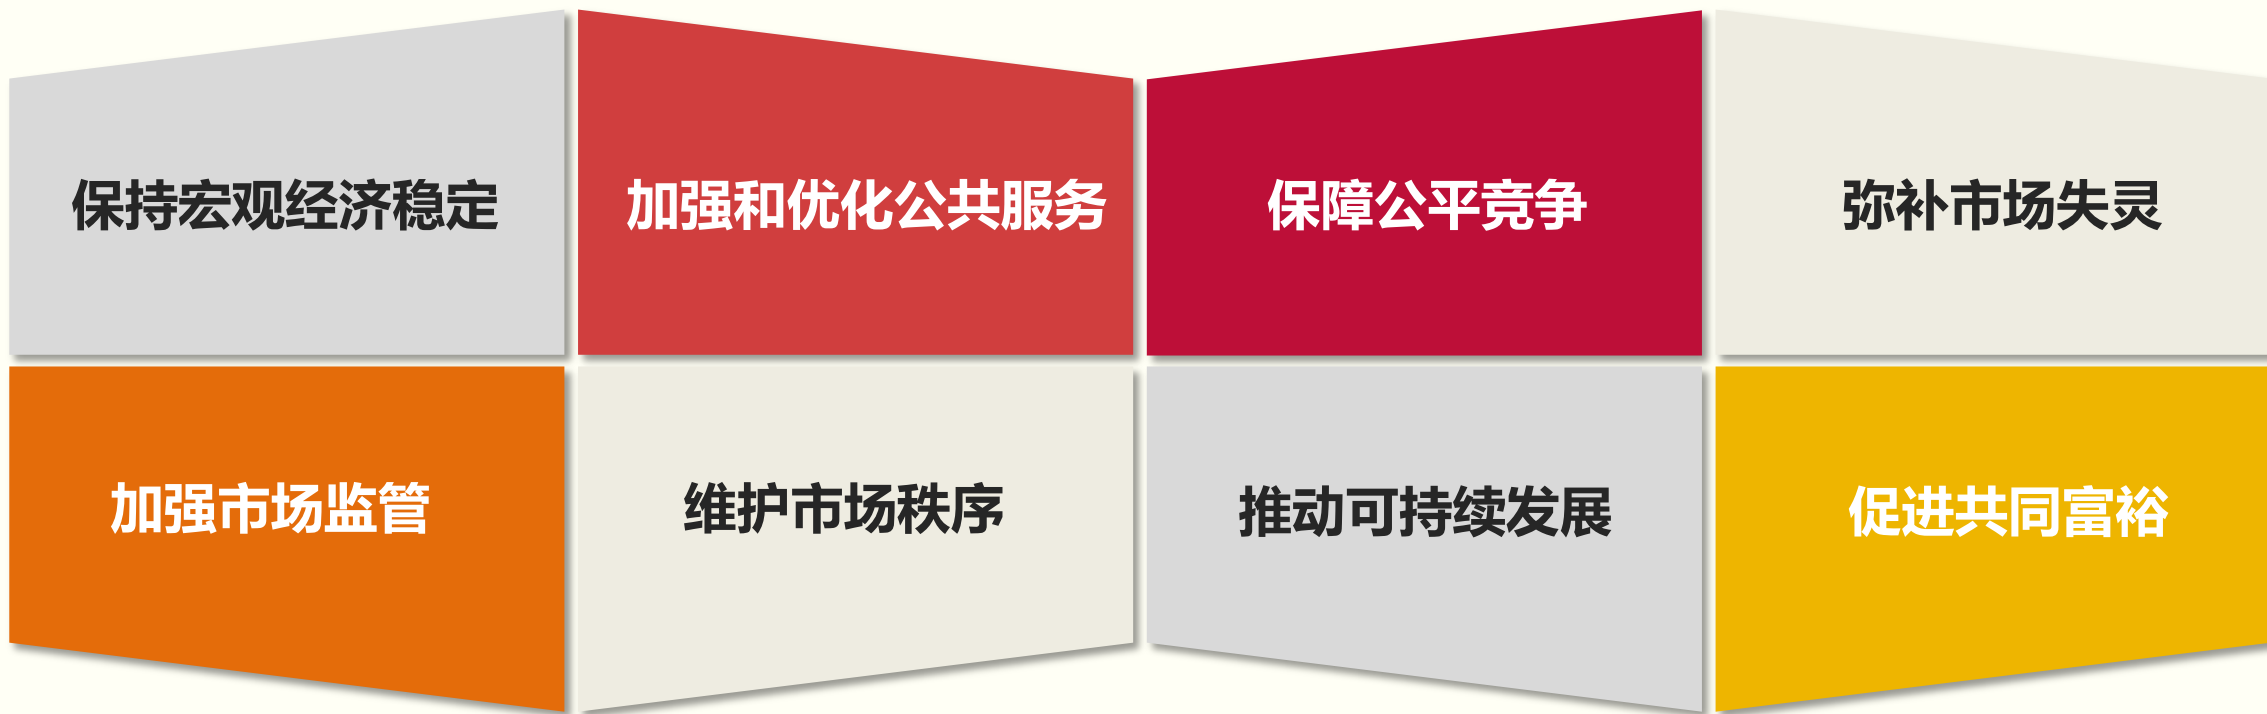 保持宏观经济稳定
加强和优化公共服务
保障公平竞争
弥补市场失灵
加强市场监管
维护市场秩序
推动可持续发展
促进共同富裕